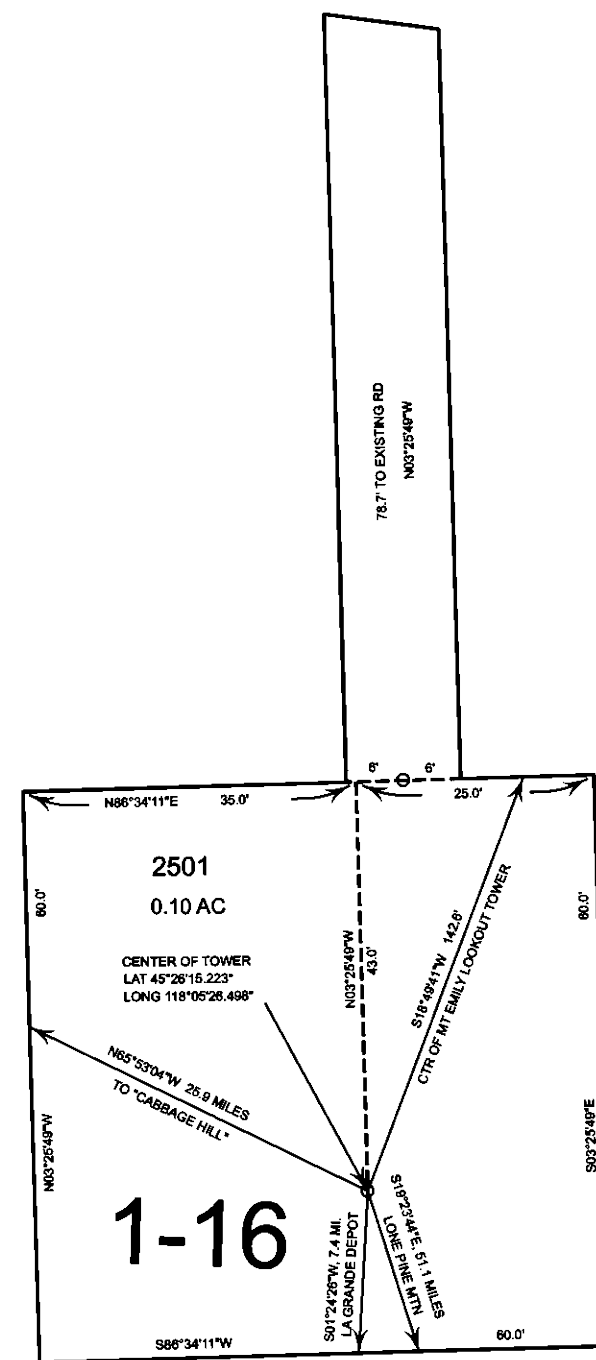 78.7' TO EXISTING RD
N03°25'49"W
6'
6'
N86°34'11"E
35.0'
25.0'
2501
0.10 AC
60.0'
60.0'
CENTER OF TOWER
LAT 45°26'15.223"
LONG 118°05'26.498"
N03°25'49"W
43.0'
S18°49'41"W 142.6'
CTR OF MT EMILY LOOKOUT TOWER
N65°53'04"W 25.9 MILES
TO "CABBAGE HILL"
N03°25'49"W
S03°25'49"E
1-16
S01°24'26"W, 7.4 MI.
LA GRANDE DEPOT
S19°23'44"E, 51.1 MILES
LONE PINE MTN
S86°34'11"W
60.0'